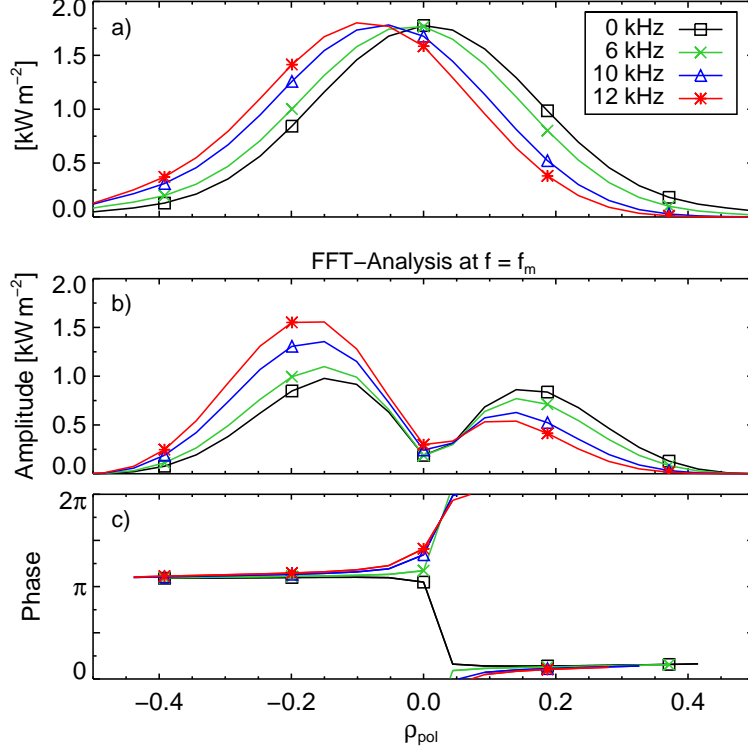 a)
2.0
1.5
1.0
0.5
0.0
[kW m−2]
0 kHz
6 kHz
10 kHz
12 kHz
FFT−Analysis at f = fm
b)
2.0
1.5
1.0
0.5
0.0
Amplitude [kW m−2]
c)
2π
π
0
Phase
−0.4 −0.2 0.0 0.2 0.4
ρpol